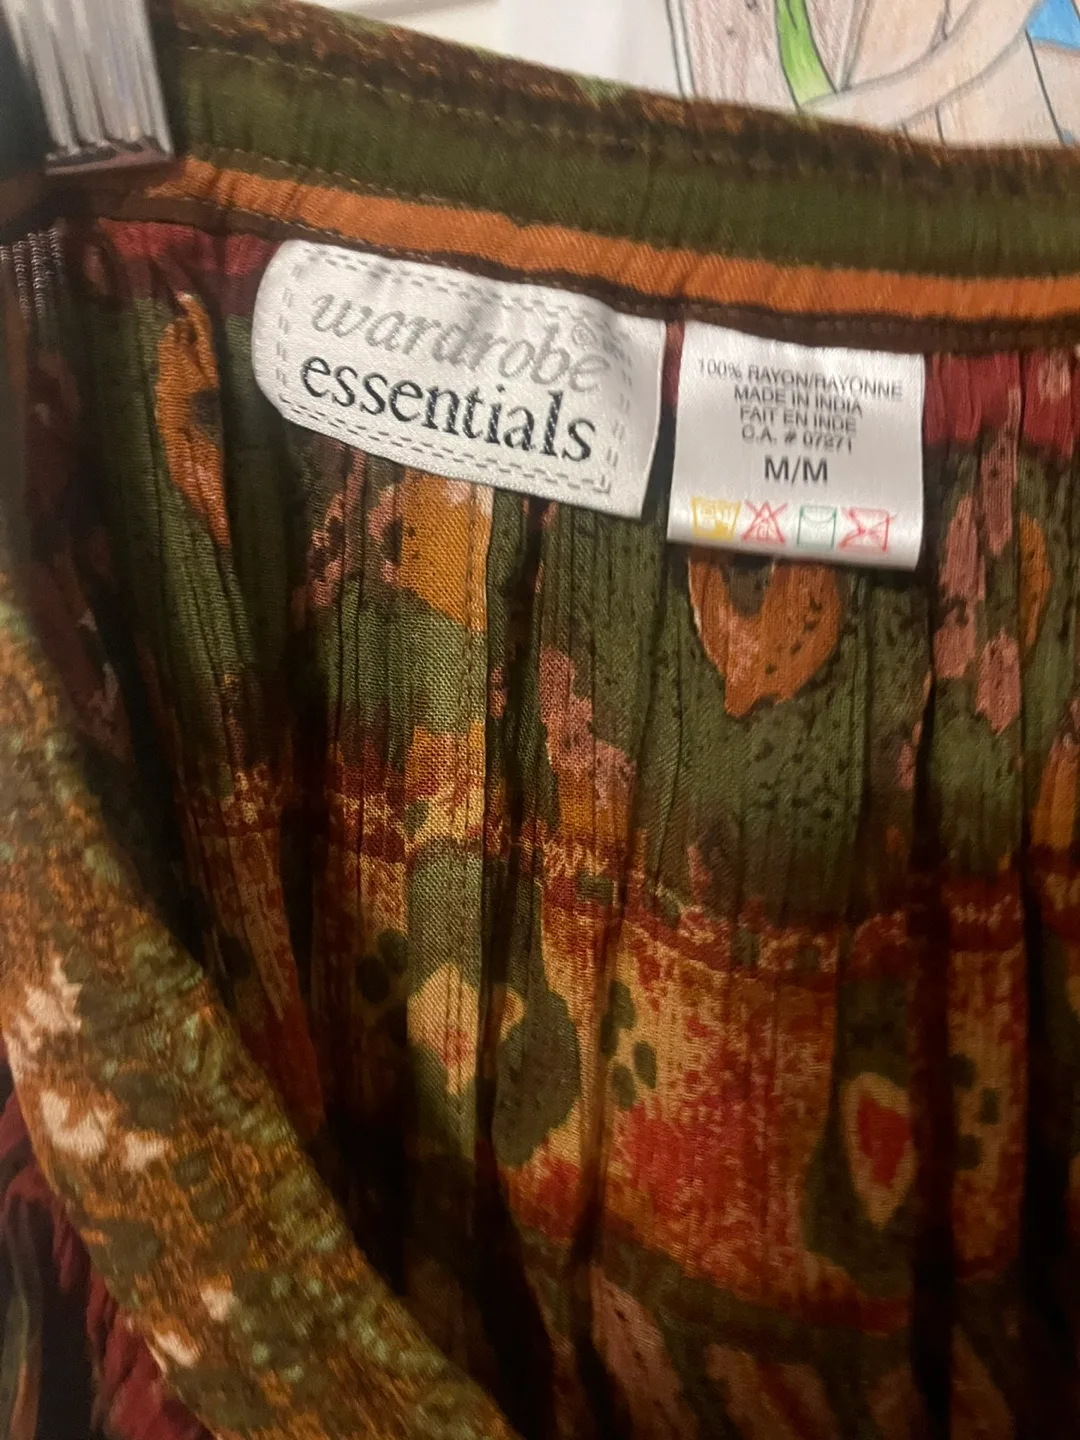 wardrobe®
essentials
100% RAYON/RAYONNE
MADE IN INDIA
FAIT EN INDE
C.A. # 07271
M/M